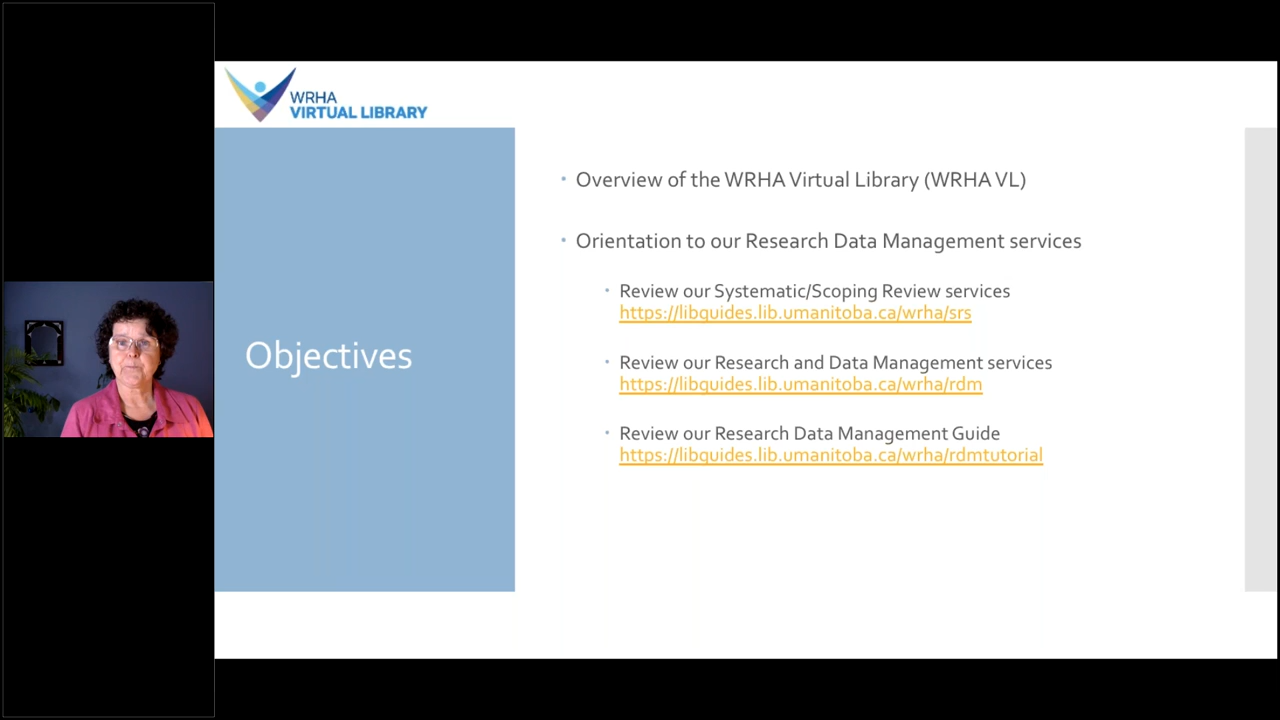 WRHA
VIRTUAL LIBRARY
Objectives
• Overview of the WRHA Virtual Library (WRHA VL)
• Orientation to our Research Data Management services
• Review our Systematic/Scoping Review services
https://libguides.lib.umanitoba.ca/wrha/srs
• Review our Research and Data Management services
https://libguides.lib.umanitoba.ca/wrha/rdm
• Review our Research Data Management Guide
https://libguides.lib.umanitoba.ca/wrha/rdmtutorial